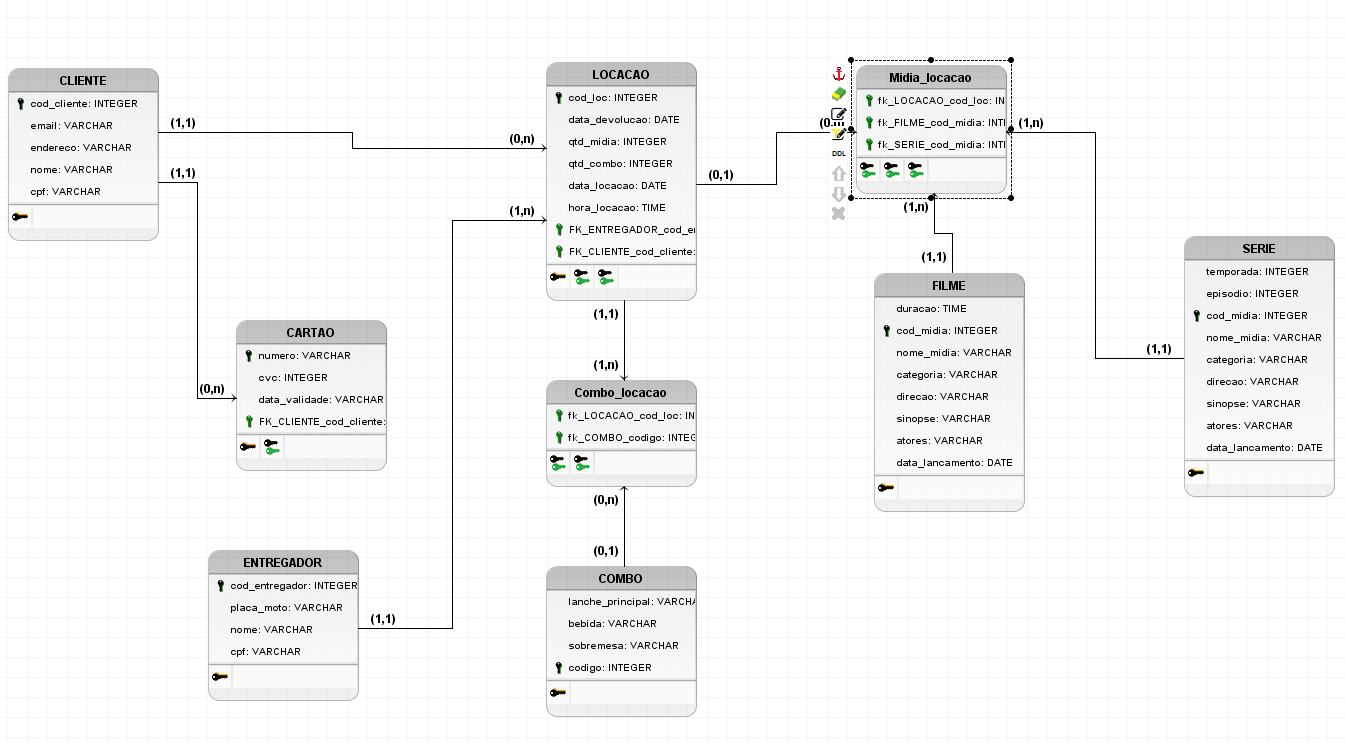 CLIENTE
cod_cliente: INTEGER
email: VARCHAR
endereco: VARCHAR
nome: VARCHAR
cpf: VARCHAR
(1,1)
(0,n)
(1,1)
(0,n)
LOCACAO
cod_loc: INTEGER
data_devolucao: DATE
qtd_midia: INTEGER
qtd_combo: INTEGER
data_locacao: DATE
hora_locacao: TIME
FK_ENTREGADOR_cod_e
FK_CLIENTE_cod_cliente:
(1,n)
(0,1)
(0,
Midia_locacao
fk_LOCACAO_cod_loc: IN
fk_FILME_cod_midia: INT
fk_SERIE_cod_midia: INT
DDL
(1,n)
(1,n)
(1,1)
FILME
duracao: TIME
cod_midia: INTEGER
nome_midia: VARCHAR
categoria: VARCHAR
direcao: VARCHAR
sinopse: VARCHAR
atores: VARCHAR
data_lancamento: DATE
(1,1)
SERIE
temporada: INTEGER
episodio: INTEGER
cod_midia: INTEGER
nome_midia: VARCHAR
categoria: VARCHAR
direcao: VARCHAR
sinopse: VARCHAR
atores: VARCHAR
data_lancamento: DATE
CARTAO
numero: VARCHAR
cvc: INTEGER
data_validade: VARCHAR
FK_CLIENTE_cod_cliente:
(1,1)
(1,n)
Combo_locacao
fk_LOCACAO_cod_loc: IN
fk_COMBO_codigo: INTEG
(0,n)
(0,1)
COMBO
lanche_principal: VARCHA
bebida: VARCHAR
sobremesa: VARCHAR
codigo: INTEGER
ENTREGADOR
cod_entregador: INTEGER
placa_moto: VARCHAR
nome: VARCHAR
cpf: VARCHAR
(1,1)